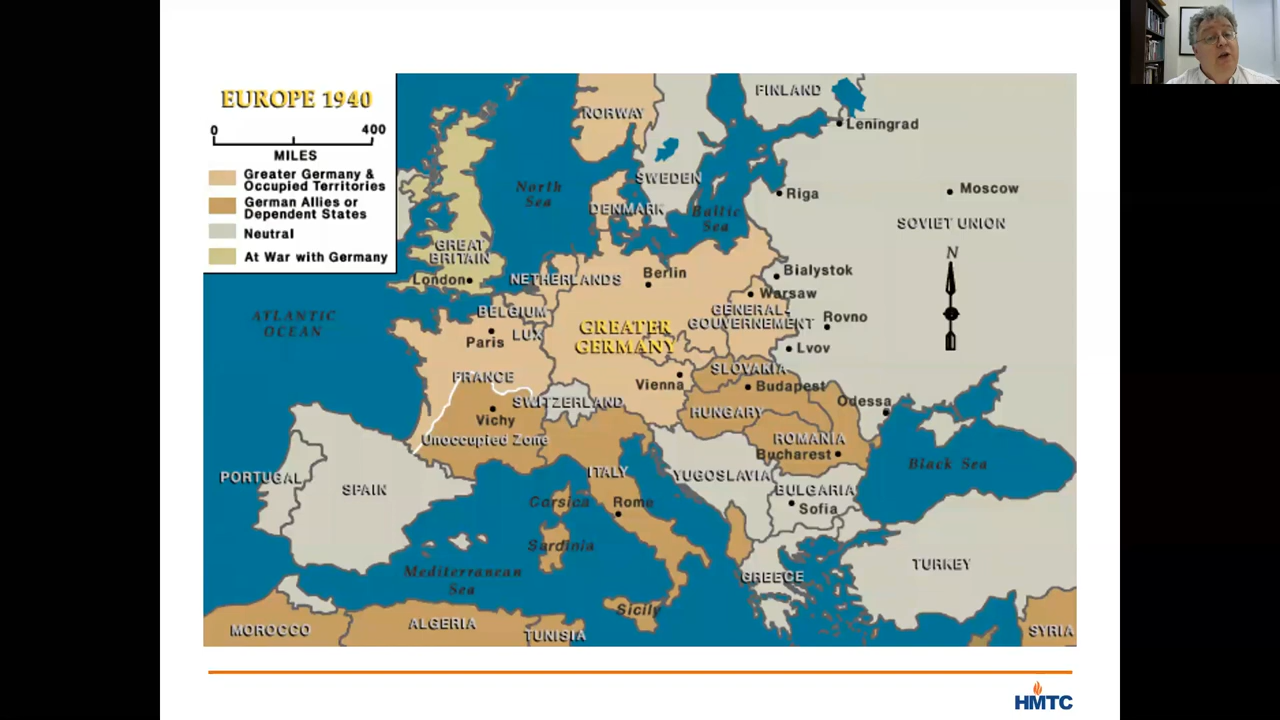 EUROPE 1940
0 400
MILES
Greater Germany &
Occupied Territories
German Allies or
Dependent States
Neutral
At War with Germany
NORWAY
FINLAND
Leningrad
SWEDEN
North
Sea
Riga
Moscow
DENMARK
Baltic
Sea
SOVIET UNION
N
GREAT
BRITAIN
London
NETHERLANDS
Berlin
Bialystok
Warsaw
ATLANTIC
OCEAN
BELGIUM
GENERAL-
GOUVERNEMENT
Rovno
Paris
LUX
GREATER
GERMANY
Lvov
FRANCE
Vienna
SLOVAKIA
Budapest
SWITZERLAND
Odessa
Vichy
HUNGARY
Unoccupied Zone
ROMANIA
Bucharest
Black Sea
PORTUGAL
SPAIN
ITALY
YUGOSLAVIA
BULGARIA
Sofia
Corsica
Rome
Sardinia
Mediterranean
Sea
GREECE
TURKEY
Sicily
MOROCCO
ALGERIA
TUNISIA
SYRIA
HMTC